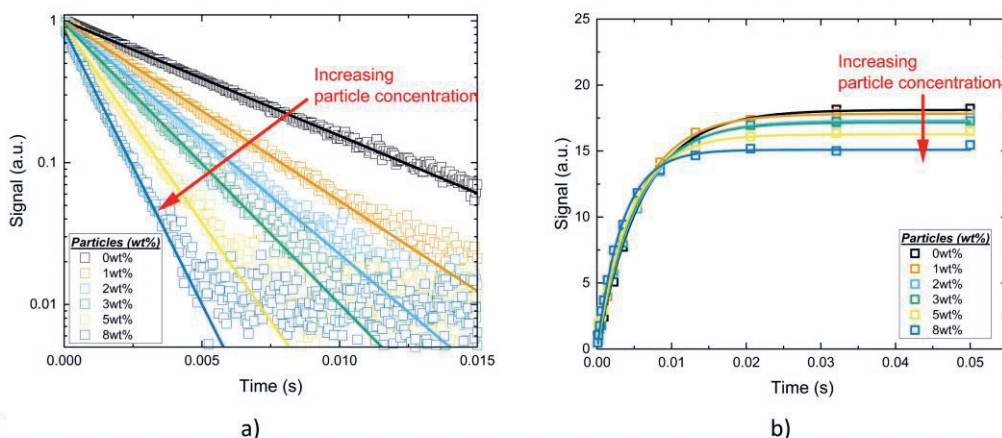 1
0.1
0.01
Signal (a.u.)
Increasing
particle concentration
Particles (wt%)
0wt%
1wt%
2wt%
3wt%
5wt%
8wt%
0.000
0.005
0.010
0.015
Time (s)
a)
25
20
15
10
5
0
Signal (a.u.)
Increasing
particle concentration
Particles (wt%)
0wt%
1wt%
2wt%
3wt%
5wt%
8wt%
0.00
0.01
0.02
0.03
0.04
0.05
Time (s)
b)